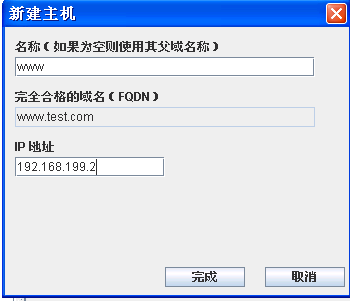 新建主机
名称（如果为空则使用其父域名称）
www
完全合格的域名（FQDN）
www.test.com
IP 地址
192.168.199.2
完成 取消